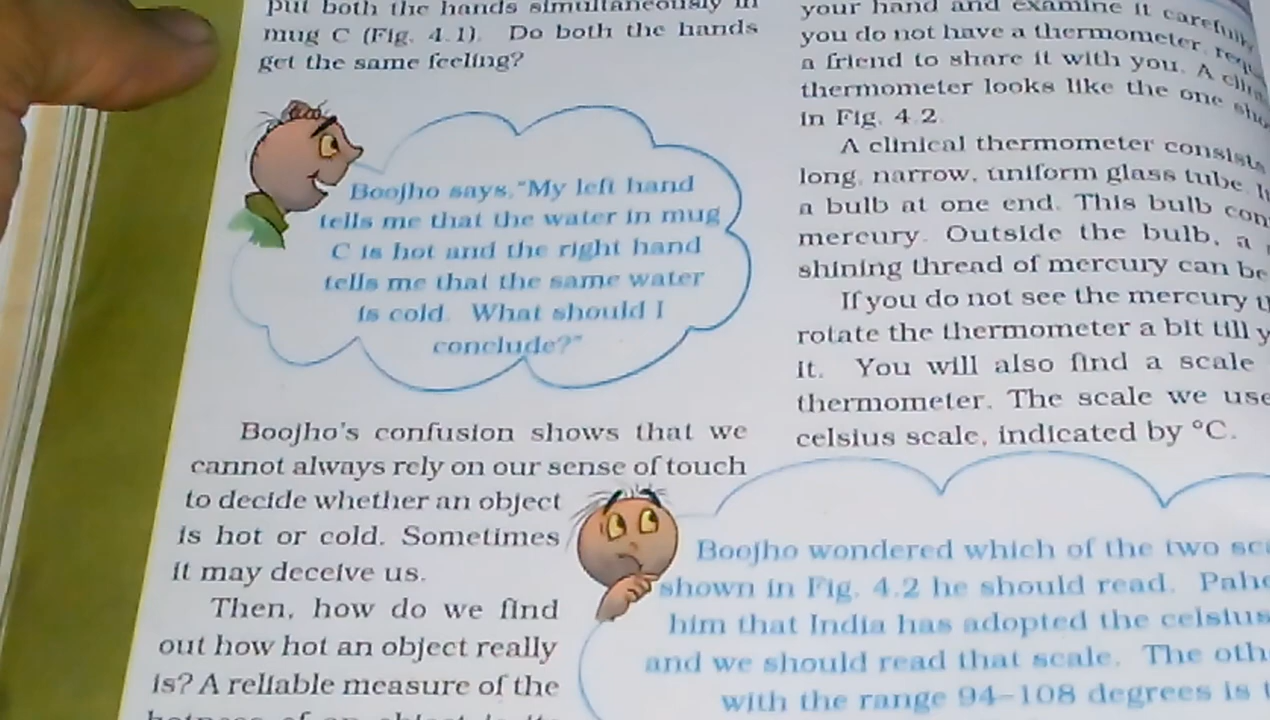 put both the hands simultaneously in
mug C (Fig. 4.1). Do both the hands
get the same feeling?
Boojho says,"My left hand
tells me that the water in mug
C is hot and the right hand
tells me that the same water
is cold. What should I
conclude?"
Boojho's confusion shows that we
cannot always rely on our sense of touch
to decide whether an object
is hot or cold. Sometimes
it may deceive us.
Then, how do we find
out how hot an object really
is? A reliable measure of the
your hand and examine it carefully
you do not have a thermometer,
a friend to share it with you. A
thermometer looks like the one
in Fig. 4.2
A clinical thermometer consists
long, narrow, uniform glass tube.
a bulb at one end. This bulb
mercury. Outside the bulb, a
shining thread of mercury can be
If you do not see the mercury
rotate the thermometer a bit till
it. You will also find a scale
thermometer. The scale we use
celsius scale, indicated by °C.
Boojho wondered which of the two
shown in Fig. 4.2 he should read.
him that India has adopted the celsius
and we should read that scale. The
with the range 94–108 degrees is